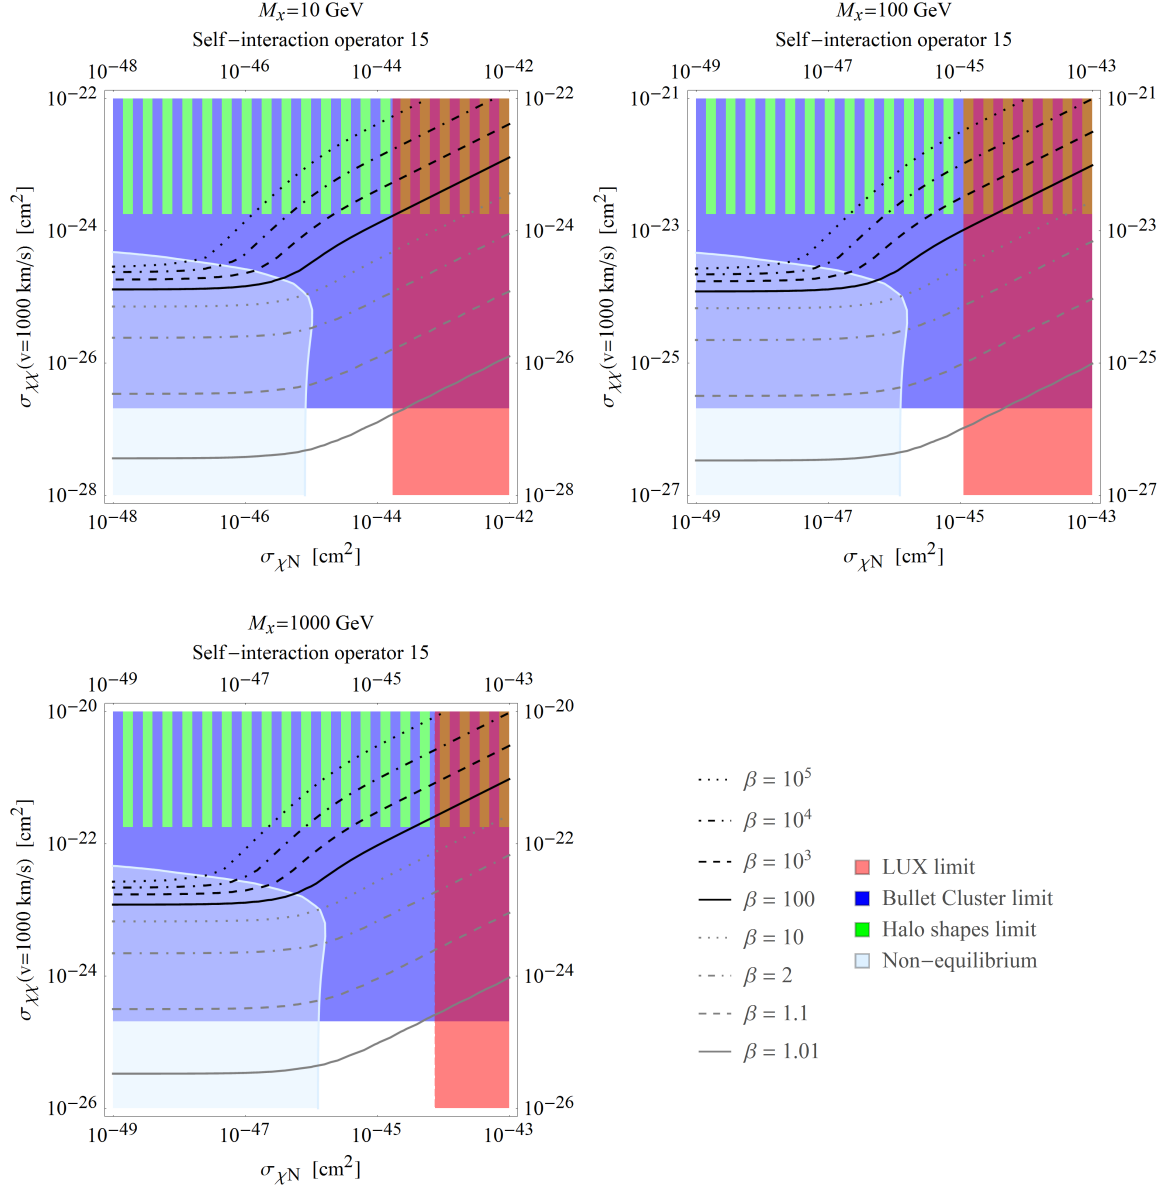 M_x=10 GeV
Self-interaction operator 15
10^-48 10^-46 10^-44 10^-42
10^-22 10^-22
10^-24 10^-24
10^-26 10^-26
10^-28 10^-28
σ_χχ(v=1000 km/s) [cm^2]
10^-48 10^-46 10^-44 10^-42
σ_χN [cm^2]
M_x=100 GeV
Self-interaction operator 15
10^-49 10^-47 10^-45 10^-43
10^-21 10^-21
10^-23 10^-23
10^-25 10^-25
10^-27 10^-27
σ_χχ(v=1000 km/s) [cm^2]
10^-49 10^-47 10^-45 10^-43
σ_χN [cm^2]
M_x=1000 GeV
Self-interaction operator 15
10^-49 10^-47 10^-45 10^-43
10^-20 10^-20
10^-22 10^-22
10^-24 10^-24
10^-26 10^-26
σ_χχ(v=1000 km/s) [cm^2]
10^-49 10^-47 10^-45 10^-43
σ_χN [cm^2]
β = 10^5
β = 10^4
β = 10^3
β = 100
β = 10
β = 2
β = 1.1
β = 1.01
LUX limit
Bullet Cluster limit
Halo shapes limit
Non-equilibrium